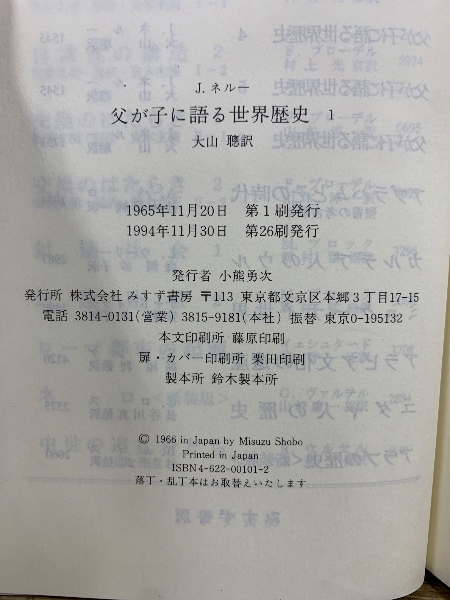 J.ネルー
父が子に語る世界歴史 1
大山 聰訳
1965年11月20日 第1刷発行
1994年11月30日 第26刷発行
発行者 小熊勇次
発行所 株式会社 みすず書房 〒113 東京都文京区本郷3丁目17-15
電話 3814-0131(営業) 3815-9181(本社) 振替 東京0-195132
本文印刷所 藤原印刷
扉・カバー印刷所 栗田印刷
製本所 鈴木製本所
© 1966 in Japan by Misuzu Shobo
Printed in Japan
ISBN4-622-00101-2
落丁・乱丁本はお取替えいたします